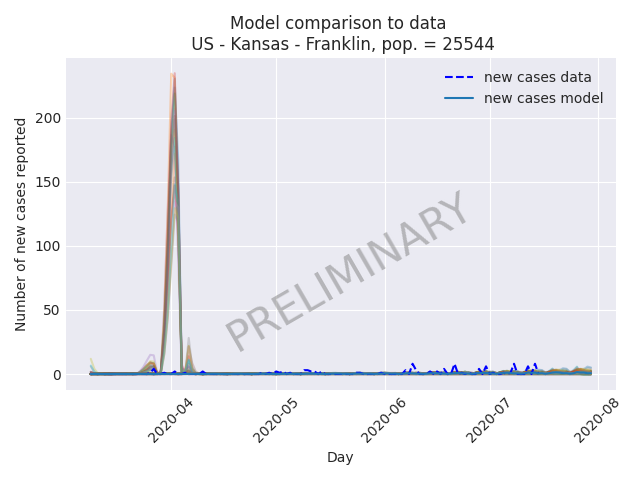 Model comparison to data
US - Kansas - Franklin, pop. = 25544
new cases data
new cases model
Number of new cases reported
200
150
100
50
0
PRELIMINARY
2020-04
2020-05
2020-06
2020-07
2020-08
Day